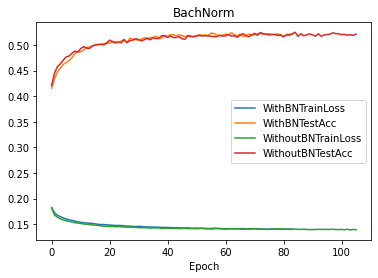 BachNorm
0.50
0.45
0.40
0.35
0.30
0.25
0.20
0.15
WithBNTrainLoss
WithBNTestAcc
WithoutBNTrainLoss
WithoutBNTestAcc
0 20 40 60 80 100
Epoch